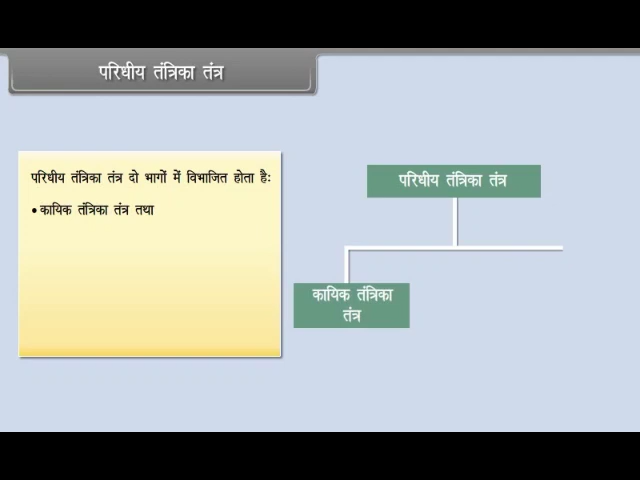 परिधीय तंत्रिका तंत्र
परिधीय तंत्रिका तंत्र दो भागों में विभाजित होता हैः
• कायिक तंत्रिका तंत्र तथा
परिधीय तंत्रिका तंत्र
कायिक तंत्रिका
तंत्र